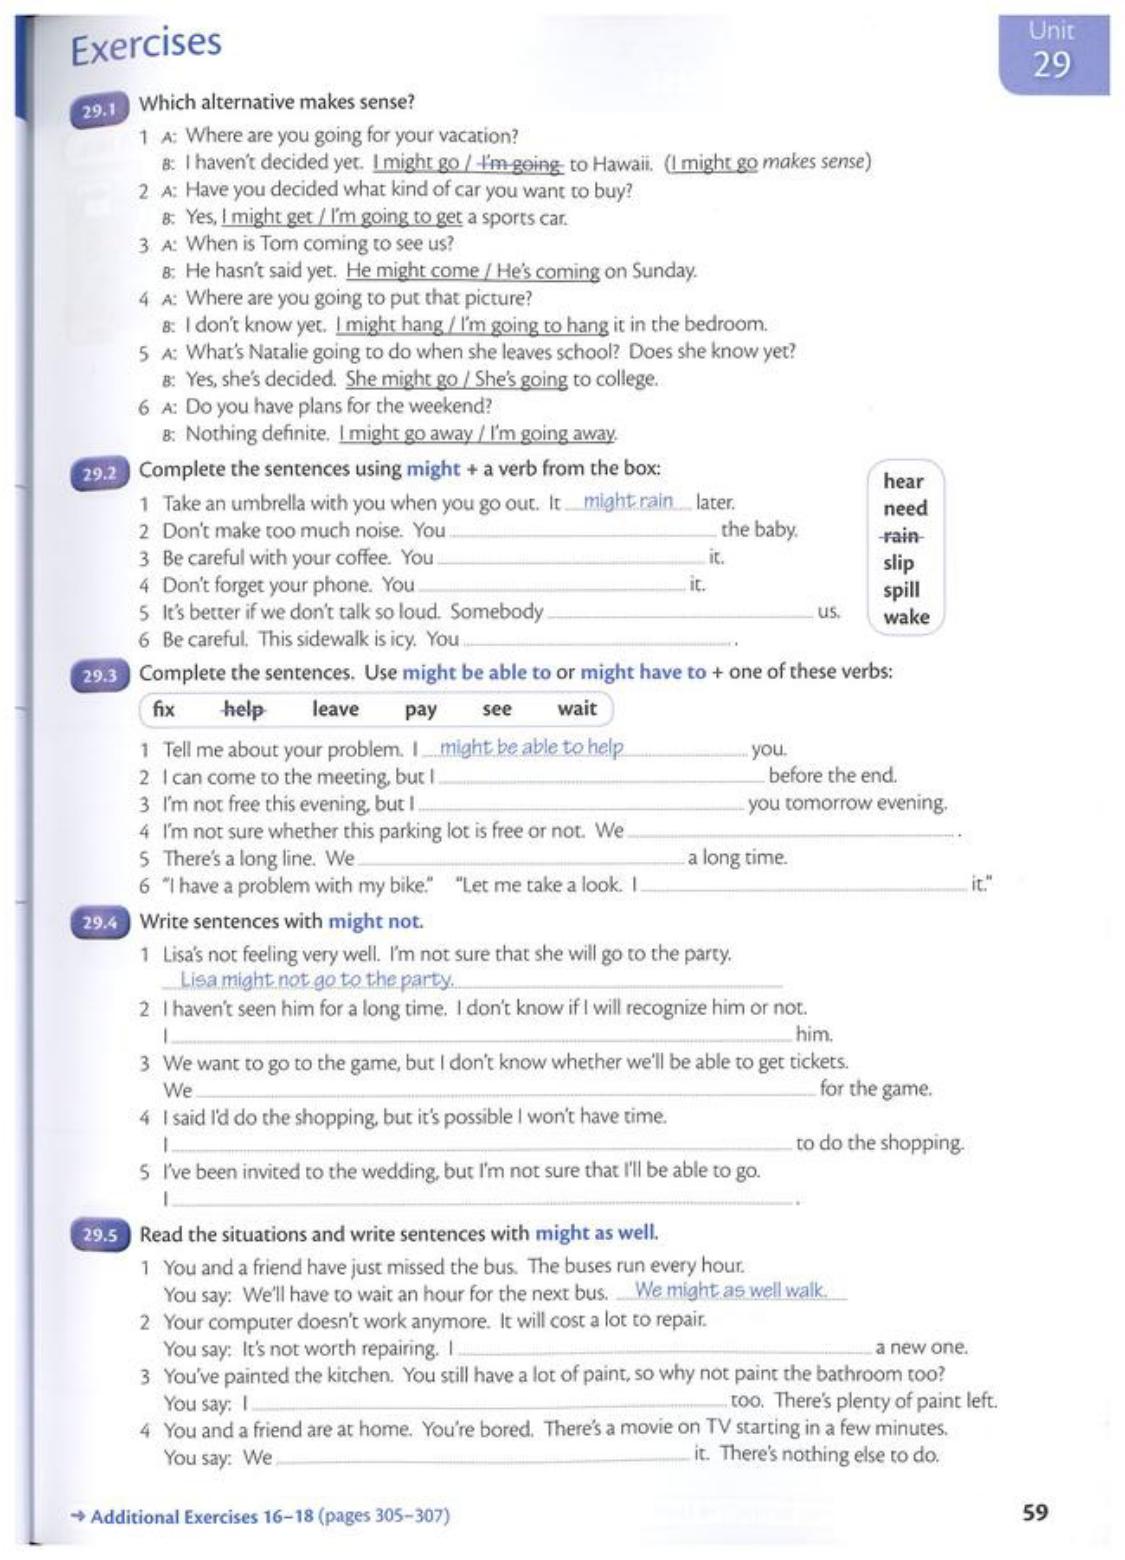 Exercises
Unit
29
29.1 Which alternative makes sense?
1 A: Where are you going for your vacation?
B: I haven't decided yet. I might go / I'm going to Hawaii. (I might go makes sense)
2 A: Have you decided what kind of car you want to buy?
B: Yes, I might get / I'm going to get a sports car.
3 A: When is Tom coming to see us?
B: He hasn't said yet. He might come / He's coming on Sunday.
4 A: Where are you going to put that picture?
B: I don't know yet. I might hang / I'm going to hang it in the bedroom.
5 A: What's Natalie going to do when she leaves school? Does she know yet?
B: Yes, she's decided. She might go / She's going to college.
6 A: Do you have plans for the weekend?
B: Nothing definite. I might go away / I'm going away.
29.2 Complete the sentences using might + a verb from the box:
1 Take an umbrella with you when you go out. It might rain later.
2 Don't make too much noise. You ______ the baby.
3 Be careful with your coffee. You ______ it.
4 Don't forget your phone. You ______ it.
5 It's better if we don't talk so loud. Somebody ______ us.
6 Be careful. This sidewalk is icy. You ______ .
hear
need
rain
slip
spill
wake
29.3 Complete the sentences. Use might be able to or might have to + one of these verbs:
fix help leave pay see wait
1 Tell me about your problem. I might be able to help you.
2 I can come to the meeting, but I ______ before the end.
3 I'm not free this evening, but I ______ you tomorrow evening.
4 I'm not sure whether this parking lot is free or not. We ______ .
5 There's a long line. We ______ a long time.
6 "I have a problem with my bike." "Let me take a look. I ______ it."
29.4 Write sentences with might not.
1 Lisa's not feeling very well. I'm not sure that she will go to the party.
Lisa might not go to the party.
2 I haven't seen him for a long time. I don't know if I will recognize him or not.
I ______ him.
3 We want to go to the game, but I don't know whether we'll be able to get tickets.
We ______ for the game.
4 I said I'd do the shopping, but it's possible I won't have time.
I ______ to do the shopping.
5 I've been invited to the wedding, but I'm not sure that I'll be able to go.
I ______ .
29.5 Read the situations and write sentences with might as well.
1 You and a friend have just missed the bus. The buses run every hour.
You say: We'll have to wait an hour for the next bus. We might as well walk.
2 Your computer doesn't work anymore. It will cost a lot to repair.
You say: It's not worth repairing. I ______ a new one.
3 You've painted the kitchen. You still have a lot of paint, so why not paint the bathroom too?
You say: I ______ too. There's plenty of paint left.
4 You and a friend are at home. You're bored. There's a movie on TV starting in a few minutes.
You say: We ______ it. There's nothing else to do.
→ Additional Exercises 16–18 (pages 305–307)
59